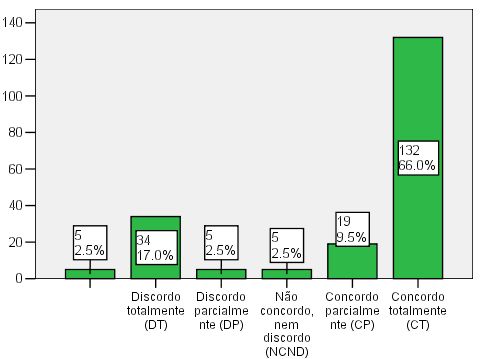 140
120
100
80
60
40
20
0
5
2.5%
34
17.0%
5
2.5%
5
2.5%
19
9.5%
132
66.0%
Discordo
totalmente
(DT)
Discordo
parcialme
nte (DP)
Não
concordo,
nem
discordo
(NCND)
Concordo
parcialme
nte (CP)
Concordo
totalmente
(CT)